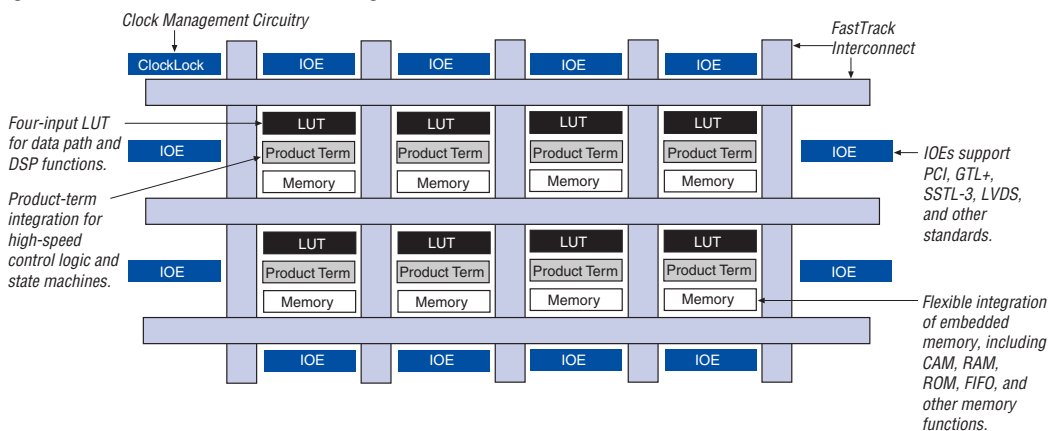 Clock Management Circuitry
FastTrack
Interconnect
ClockLock
IOE
IOE
IOE
IOE
Four-input LUT
for data path and
DSP functions.
LUT
LUT
LUT
LUT
IOE
Product Term
Product Term
Product Term
Product Term
IOE
IOEs support
PCI, GTL+,
SSTL-3, LVDS,
and other
standards.
Memory
Memory
Memory
Memory
Product-term
integration for
high-speed
control logic and
state machines.
LUT
LUT
LUT
LUT
IOE
Product Term
Product Term
Product Term
Product Term
IOE
Memory
Memory
Memory
Memory
Flexible integration
of embedded
memory, including
CAM, RAM,
ROM, FIFO, and
other memory
functions.
IOE
IOE
IOE
IOE